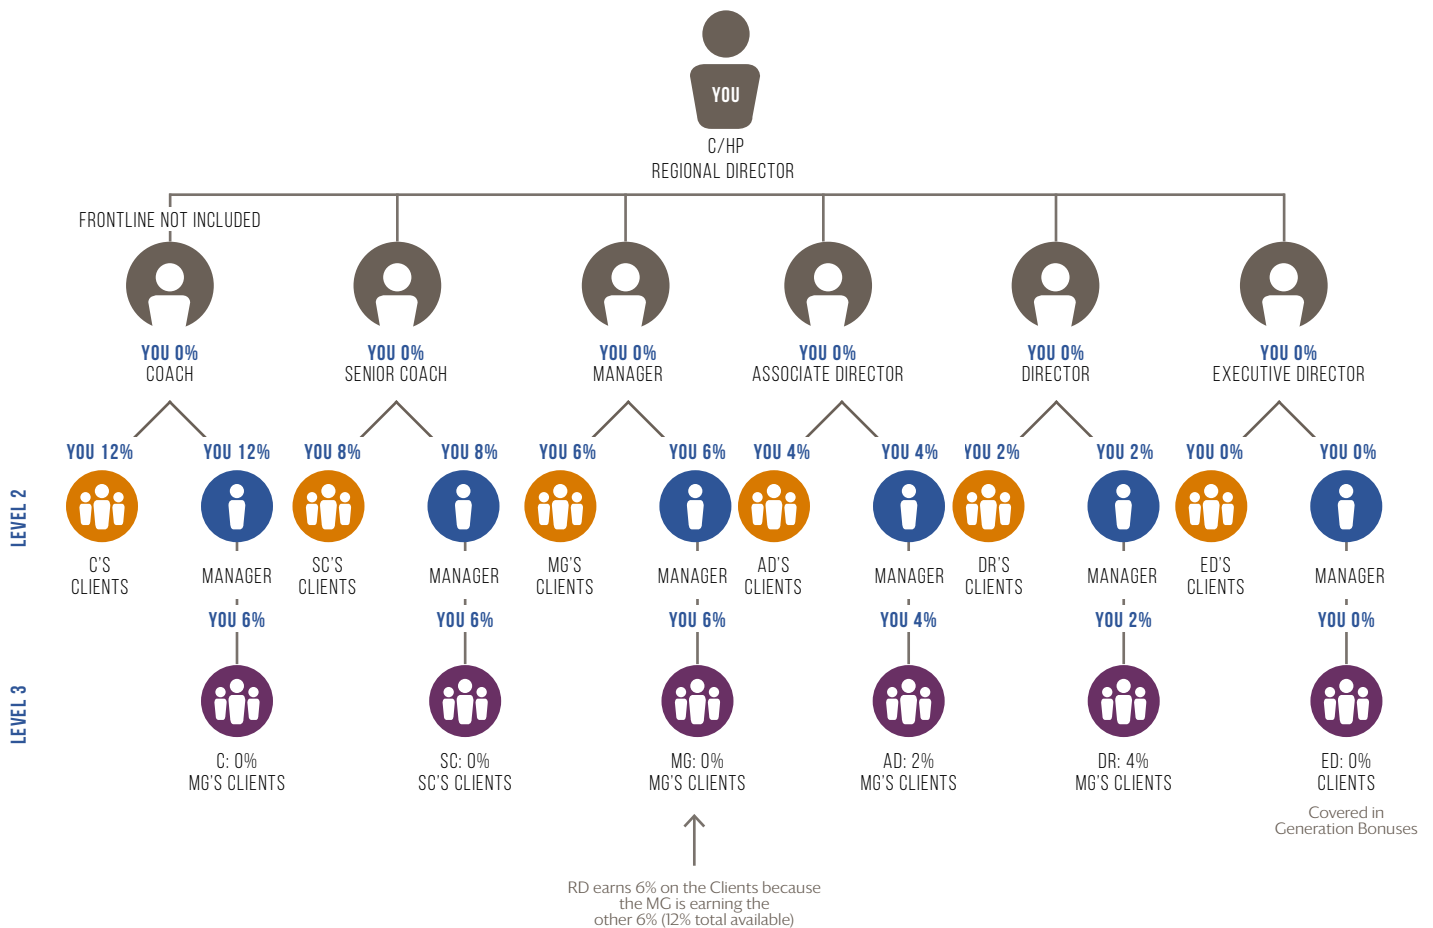 YOU
C/HP
REGIONAL DIRECTOR
FRONTLINE NOT INCLUDED
YOU 0%
COACH
YOU 0%
SENIOR COACH
YOU 0%
MANAGER
YOU 0%
ASSOCIATE DIRECTOR
YOU 0%
DIRECTOR
YOU 0%
EXECUTIVE DIRECTOR
LEVEL 2
YOU 12%
YOU 12%
YOU 8%
YOU 8%
YOU 6%
YOU 6%
YOU 4%
YOU 4%
YOU 2%
YOU 2%
YOU 0%
YOU 0%
C'S
CLIENTS
MANAGER
SC'S
CLIENTS
MANAGER
MG'S
CLIENTS
MANAGER
AD'S
CLIENTS
MANAGER
DR'S
CLIENTS
MANAGER
ED'S
CLIENTS
MANAGER
LEVEL 3
YOU 6%
YOU 6%
YOU 6%
YOU 4%
YOU 2%
YOU 0%
C: 0%
MG'S CLIENTS
SC: 0%
SC'S CLIENTS
MG: 0%
MG'S CLIENTS
AD: 2%
MG'S CLIENTS
DR: 4%
MG'S CLIENTS
ED: 0%
CLIENTS
Covered in
Generation Bonuses
RD earns 6% on the Clients because
the MG is earning the
other 6% (12% total available)